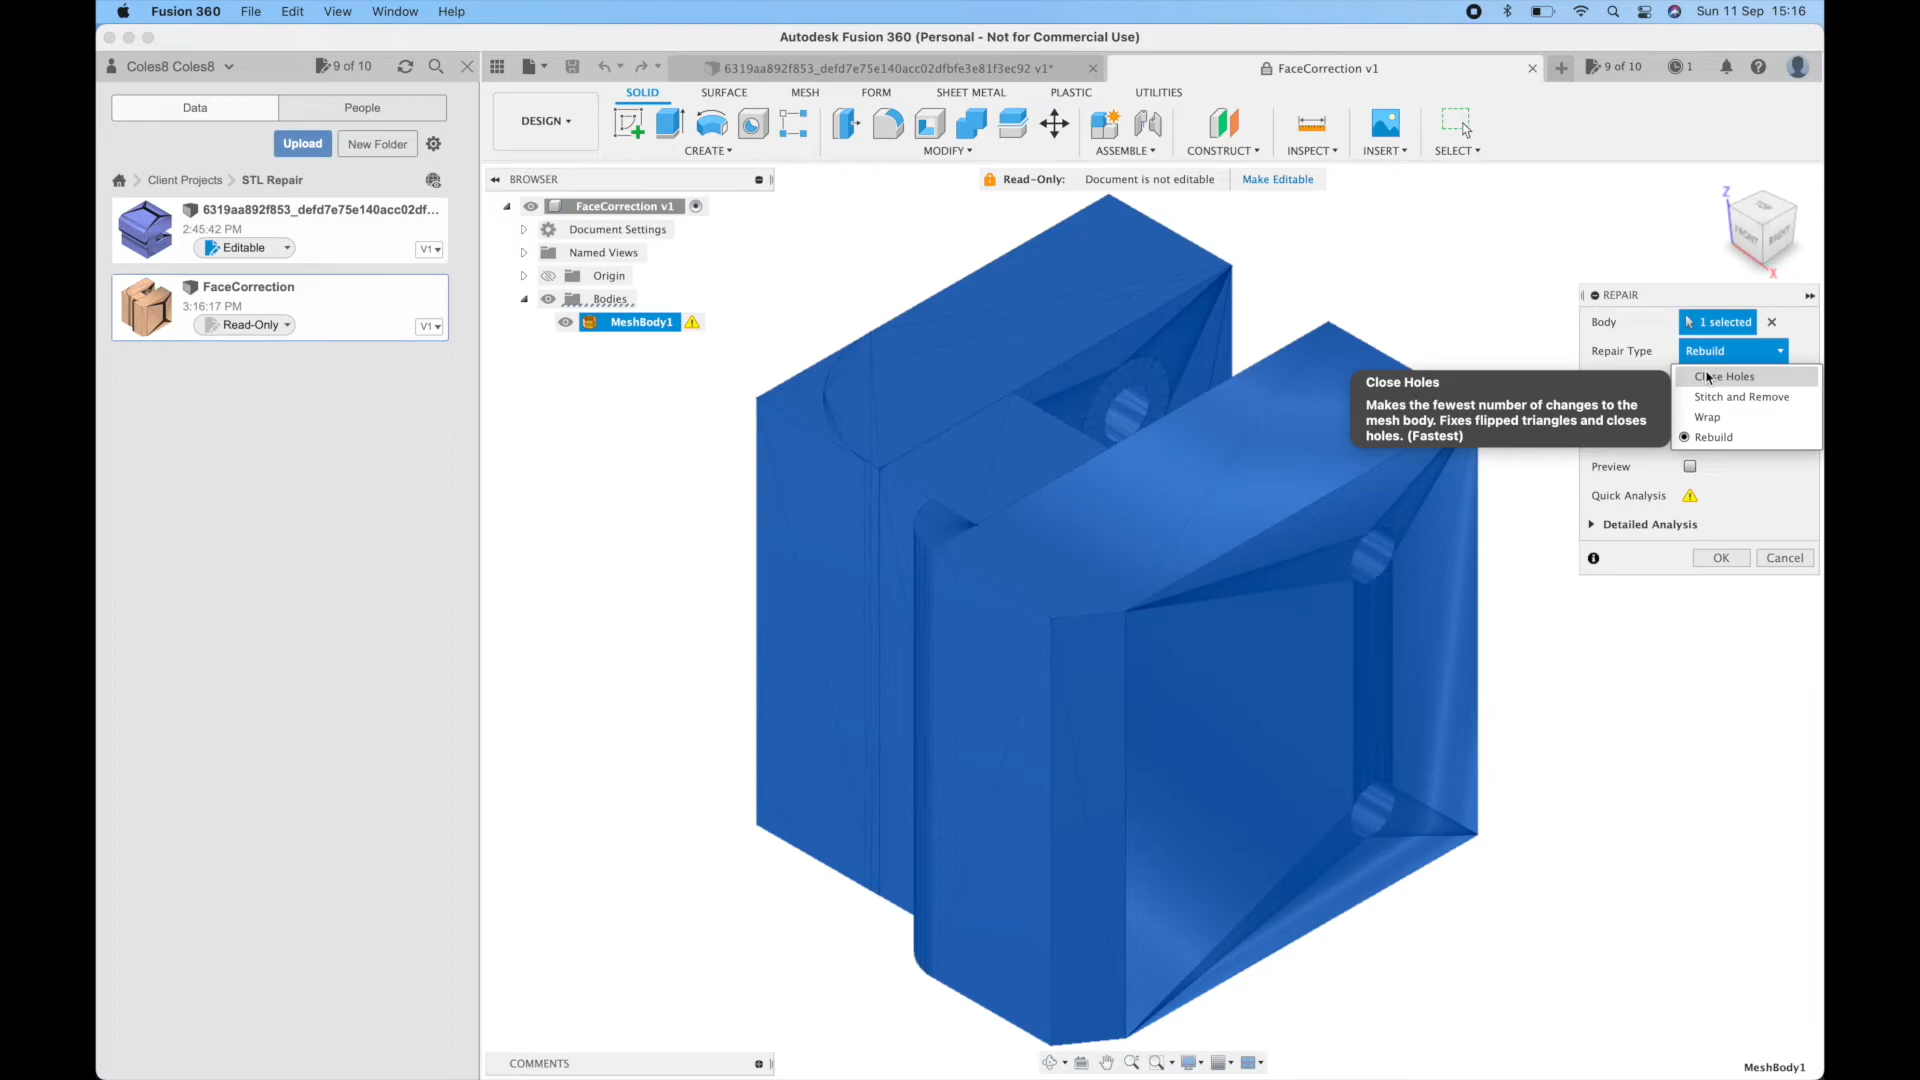 Fusion 360 File Edit View Window Help
Sun 11 Sep 15:16
Autodesk Fusion 360 (Personal - Not for Commercial Use)
Coles8 Coles8
9 of 10
6319aa892f853_defd7e75e140acc02dfbfe3e81f3ec92 v1*
FaceCorrection v1
9 of 10
1
Data
People
Upload
New Folder
Client Projects
STL Repair
6319aa892f853_defd7e75e140acc02df...
2:45:42 PM
Editable
V1
FaceCorrection
3:16:17 PM
Read-Only
V1
DESIGN
SOLID
SURFACE
MESH
FORM
SHEET METAL
PLASTIC
UTILITIES
CREATE
MODIFY
ASSEMBLE
CONSTRUCT
INSPECT
INSERT
SELECT
BROWSER
Read-Only: Document is not editable
Make Editable
FaceCorrection v1
Document Settings
Named Views
Origin
Bodies
MeshBody1
Z
TOP
FRONT
RIGHT
X
REPAIR
Body
1 selected
Repair Type
Rebuild
Close Holes
Stitch and Remove
Wrap
Rebuild
Close Holes
Makes the fewest number of changes to the
mesh body. Fixes flipped triangles and closes
holes. (Fastest)
Preview
Quick Analysis
Detailed Analysis
OK
Cancel
COMMENTS
MeshBody1